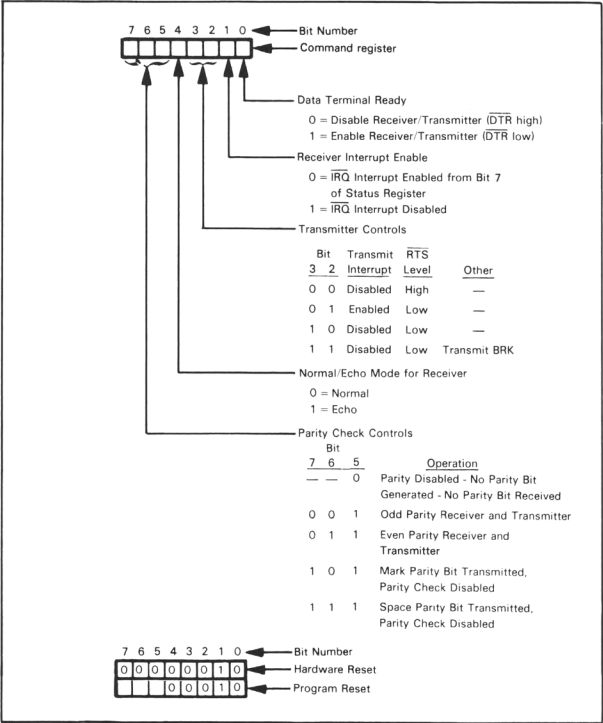 7 6 5 4 3 2 1 0 Bit Number
Command register
Data Terminal Ready
0 = Disable Receiver/Transmitter (D̅T̅R̅ high)
1 = Enable Receiver/Transmitter (D̅T̅R̅ low)
Receiver Interrupt Enable
0 = I̅R̅Q̅ Interrupt Enabled from Bit 7
of Status Register
1 = I̅R̅Q̅ Interrupt Disabled
Transmitter Controls
Bit Transmit R̅T̅S̅
3 2 Interrupt Level Other
0 0 Disabled High —
0 1 Enabled Low —
1 0 Disabled Low —
1 1 Disabled Low Transmit BRK
Normal/Echo Mode for Receiver
0 = Normal
1 = Echo
Parity Check Controls
Bit
7 6 5 Operation
— — 0 Parity Disabled - No Parity Bit
Generated - No Parity Bit Received
0 0 1 Odd Parity Receiver and Transmitter
0 1 1 Even Parity Receiver and
Transmitter
1 0 1 Mark Parity Bit Transmitted,
Parity Check Disabled
1 1 1 Space Parity Bit Transmitted,
Parity Check Disabled
7 6 5 4 3 2 1 0 Bit Number
0 0 0 0 0 0 1 0 Hardware Reset
0 0 0 1 0 Program Reset